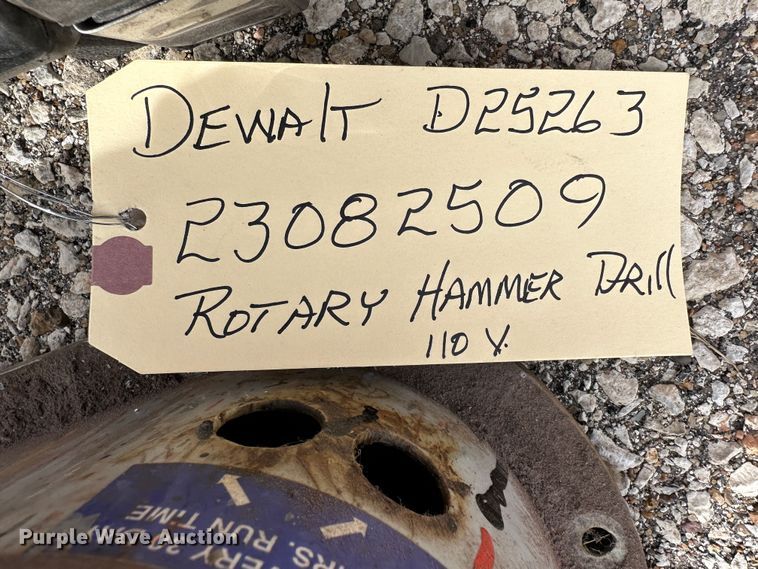 DEWALT D25263
23082509
ROTARY HAMMER DRILL
110 V.
HRS. RUN TIME
Purple Wave Auction